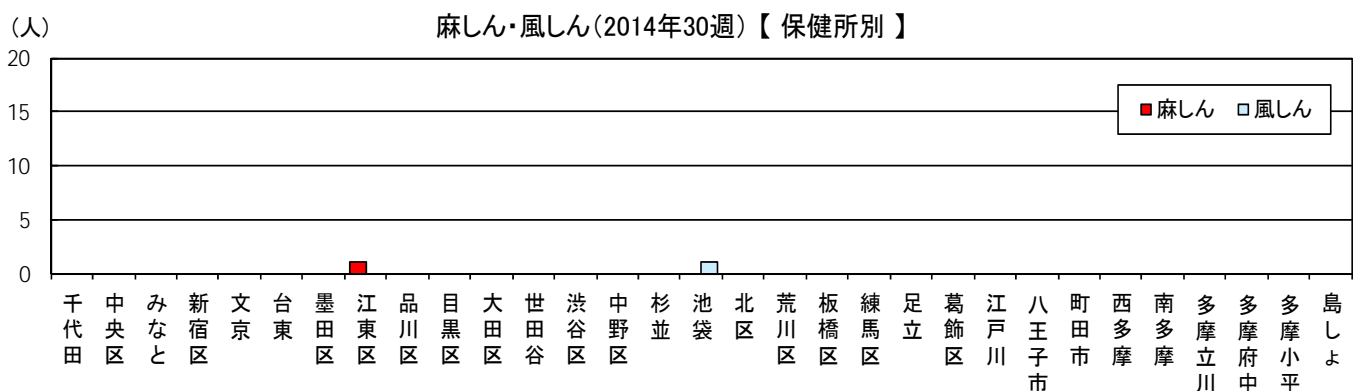 (人)
麻しん・風しん(2014年30週)【 保健所別 】
20
15
10
5
0
麻しん 風しん
千代田
中央区
みなと
新宿区
文京
台東
墨田区
江東区
品川区
目黒区
大田区
世田谷
渋谷区
中野区
杉並
池袋
北区
荒川区
板橋区
練馬区
足立
葛飾区
江戸川
八王子市
町田市
西多摩
南多摩
多摩立川
多摩府中
多摩小平
島しょ